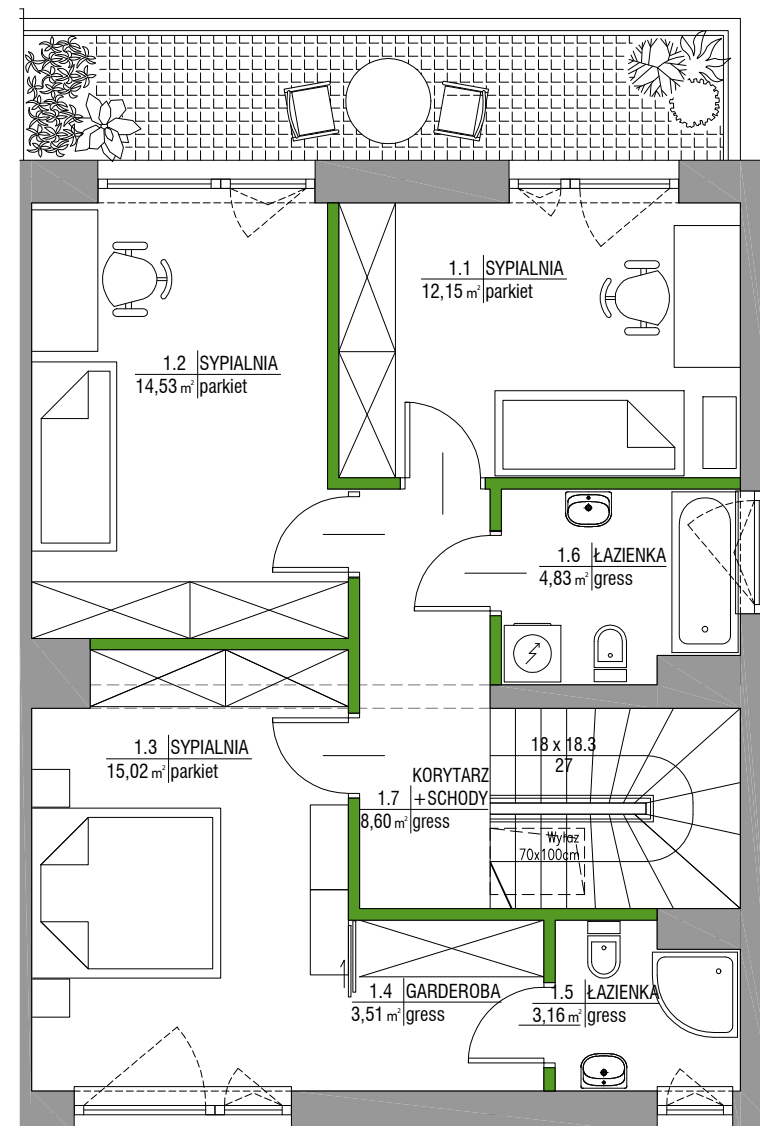 1.1 SYPIALNIA
12,15 m² parkiet
1.2 SYPIALNIA
14,53 m² parkiet
1.6 ŁAZIENKA
4,83 m² gress
1.3 SYPIALNIA
15,02 m² parkiet
18 x 18.3
27
KORYTARZ
1.7 +SCHODY
8,60 m² gress
Wyłaz
70x100cm
1.4 GARDEROBA
3,51 m² gress
1.5 ŁAZIENKA
3,16 m² gress